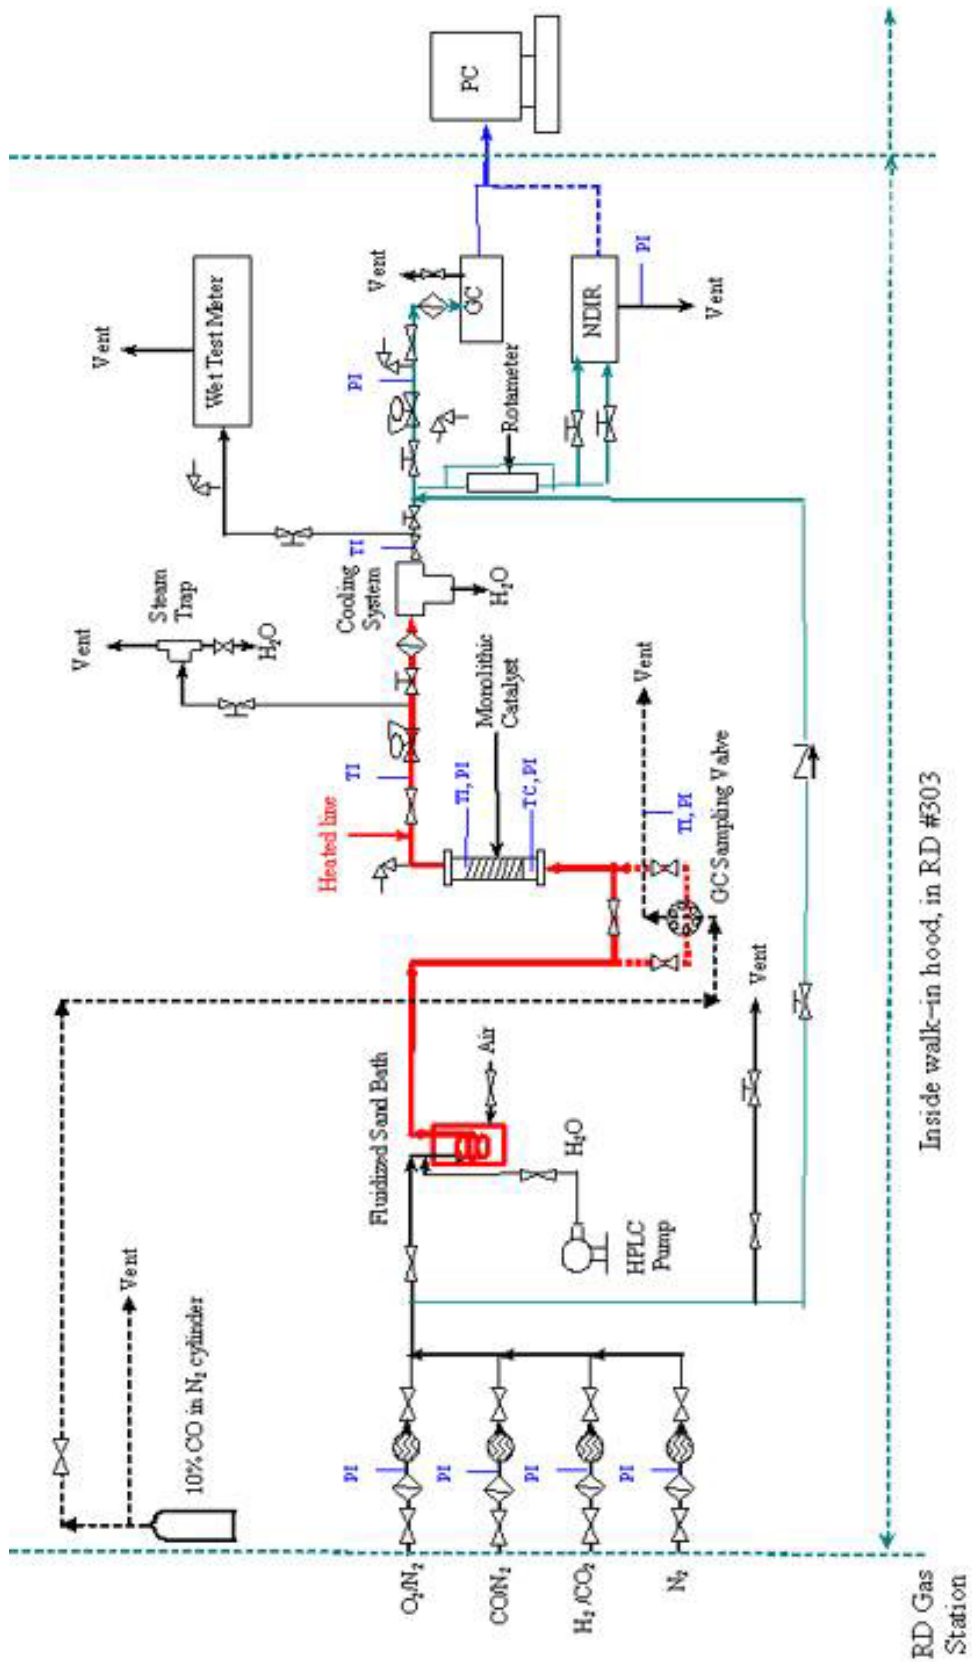 RD Gas
Station
O₂/N₂
CO/N₂
H₂ /CO₂
N₂
PI
PI
PI
PI
10% CO in N₂ cylinder
Vent
Fluidized Sand Bath
Air
H₂O
HPLC
Pump
Vent
Heated line
TI
TI, PI
TC, PI
Monolithic
Catalyst
Vent
TI, PI
GC Sampling Valve
Vent
Steam
Trap
H₂O
Cooling
System
H₂O
TI
Vent
Wet Test Meter
PI
Rotameter
Vent
GC
NDIR
PI
Vent
PC
Inside walk-in hood, in RD #303